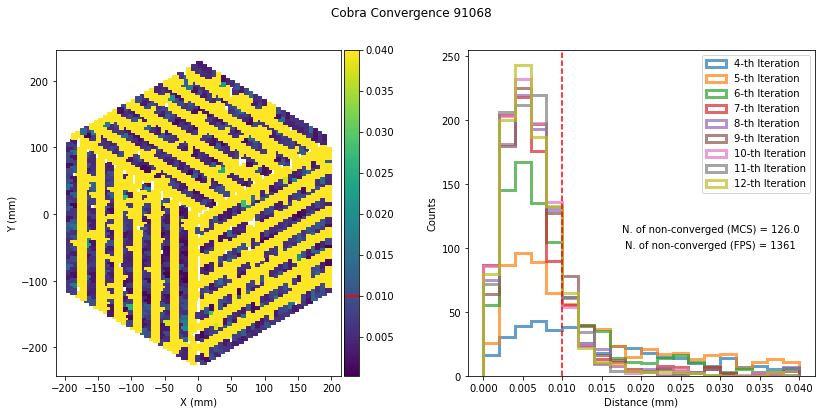 Cobra Convergence 91068
Y (mm)
200
100
0
−100
−200
−200
−150
−100
−50
0
50
100
150
200
X (mm)
0.040
0.035
0.030
0.025
0.020
0.015
0.010
0.005
Counts
250
200
150
100
50
0
4-th Iteration
5-th Iteration
6-th Iteration
7-th Iteration
8-th Iteration
9-th Iteration
10-th Iteration
11-th Iteration
12-th Iteration
N. of non-converged (MCS) = 126.0
N. of non-converged (FPS) = 1361
0.000
0.005
0.010
0.015
0.020
0.025
0.030
0.035
0.040
Distance (mm)